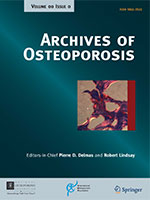 VOLUME 00 ISSUE 0
ARCHIVES OF
OSTEOPOROSIS
Editors in Chief Pierre D. Delmas and Robert Lindsay
Springer